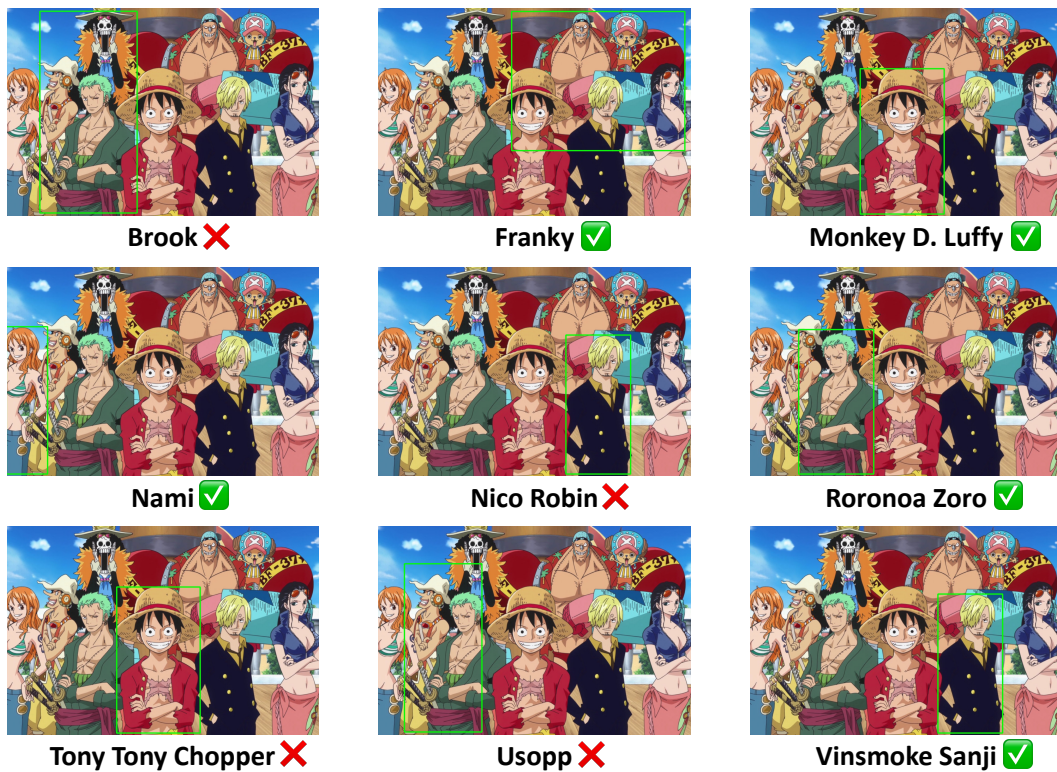 Brook ❌
Franky ✅
Monkey D. Luffy ✅
Nami ✅
Nico Robin ❌
Roronoa Zoro ✅
Tony Tony Chopper ❌
Usopp ❌
Vinsmoke Sanji ✅